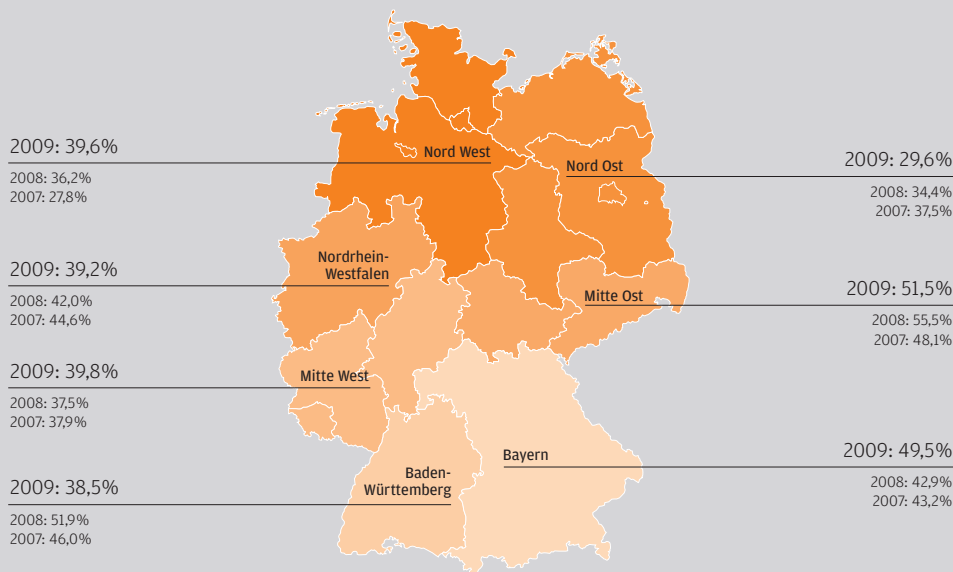 Nord West
2009: 39,6%
2008: 36,2%
2007: 27,8%
Nord Ost
2009: 29,6%
2008: 34,4%
2007: 37,5%
Nordrhein-
Westfalen
2009: 39,2%
2008: 42,0%
2007: 44,6%
Mitte Ost
2009: 51,5%
2008: 55,5%
2007: 48,1%
Mitte West
2009: 39,8%
2008: 37,5%
2007: 37,9%
Bayern
2009: 49,5%
2008: 42,9%
2007: 43,2%
Baden-
Württemberg
2009: 38,5%
2008: 51,9%
2007: 46,0%